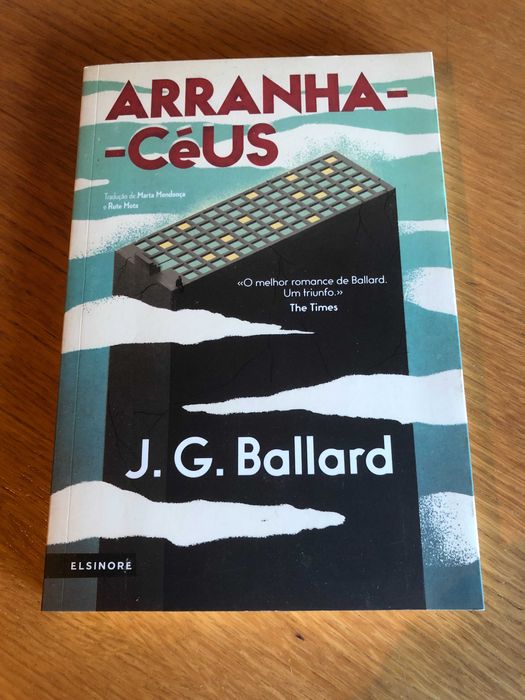 ARRANHA-
-CéUS
Tradução de Marta Mendonça
e Rute Mota
«O melhor romance de Ballard.
Um triunfo.»
The Times
J. G. Ballard
ELSINORE